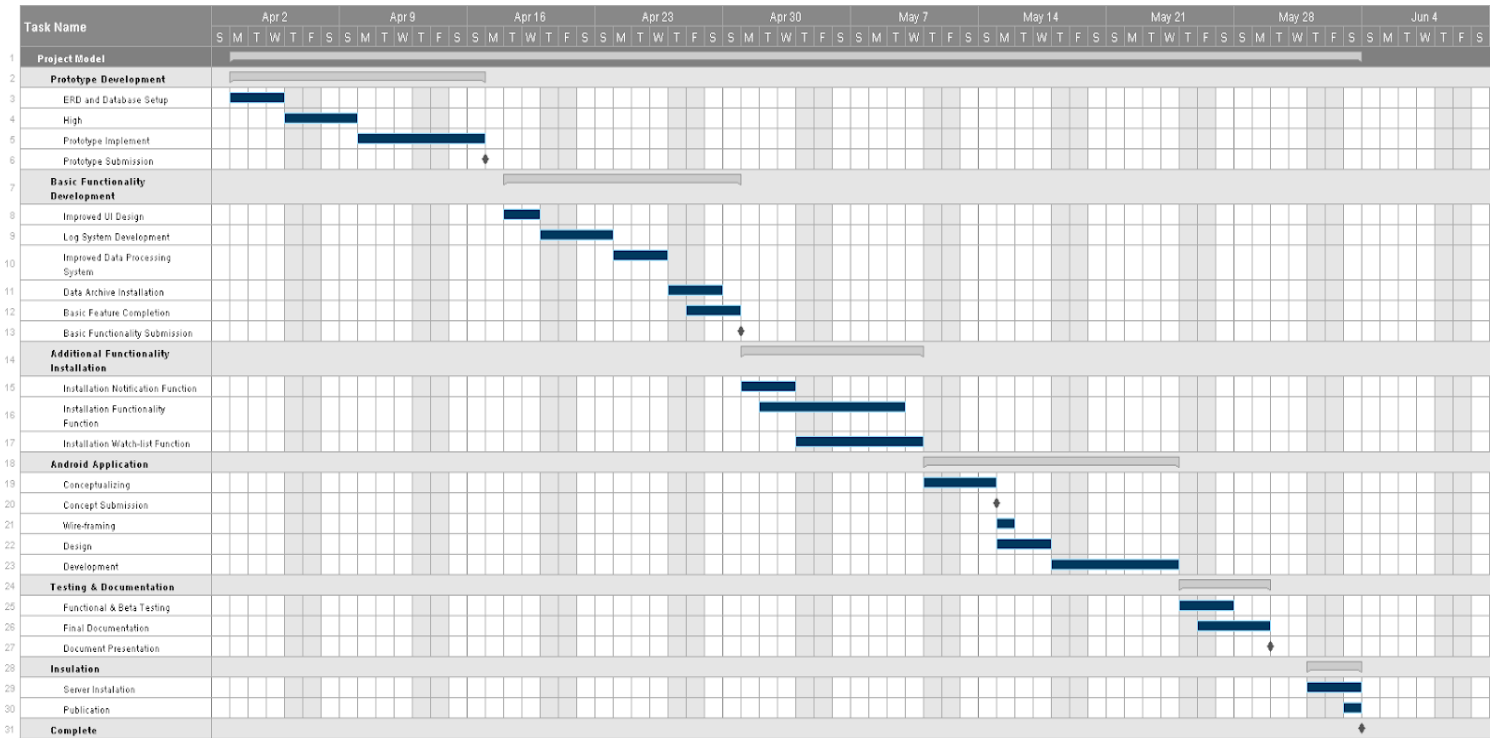 Task Name
Apr 2 Apr 9 Apr 16 Apr 23 Apr 30 May 7 May 14 May 21 May 28 Jun 4
S M T W T F S S M T W T F S S M T W T F S S M T W T F S S M T W T F S S M T W T F S S M T W T F S S M T W T F S S M T W T F S S M T W T F S
1 Project Model
2 Prototype Development
3 ERD and Database Setup
4 High
5 Prototype Implement
6 Prototype Submission
7 Basic Functionality
Development
8 Improved UI Design
9 Log System Development
10 Improved Data Processing
System
11 Data Archive Installation
12 Basic Feature Completion
13 Basic Functionality Submission
14 Additional Functionality
Installation
15 Installation Notification Function
16 Installation Functionality
Function
17 Installation Watch-list Function
18 Android Application
19 Conceptualizing
20 Concept Submission
21 Wire-framing
22 Design
23 Development
24 Testing & Documentation
25 Functional & Beta Testing
26 Final Documentation
27 Document Presentation
28 Insulation
29 Server Instalation
30 Publication
31 Complete